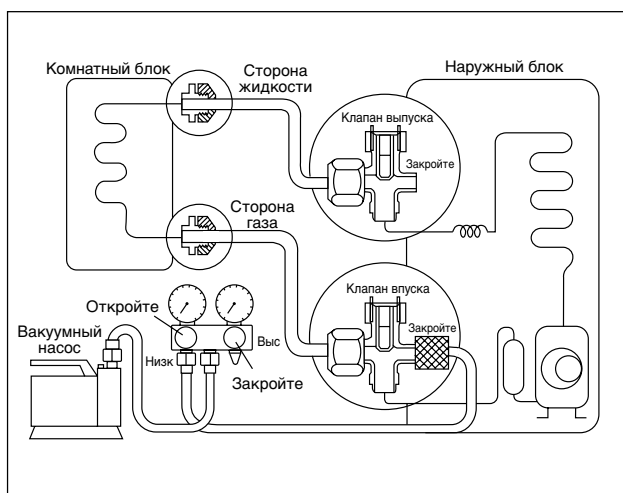 Комнатный блок
Сторона
жидкости
Наружный блок
Клапан выпуска
Закройте
Сторона
газа
Клапан впуска
Закройте
Откройте
Вакуумный
насос
Низк
Выс
Закройте